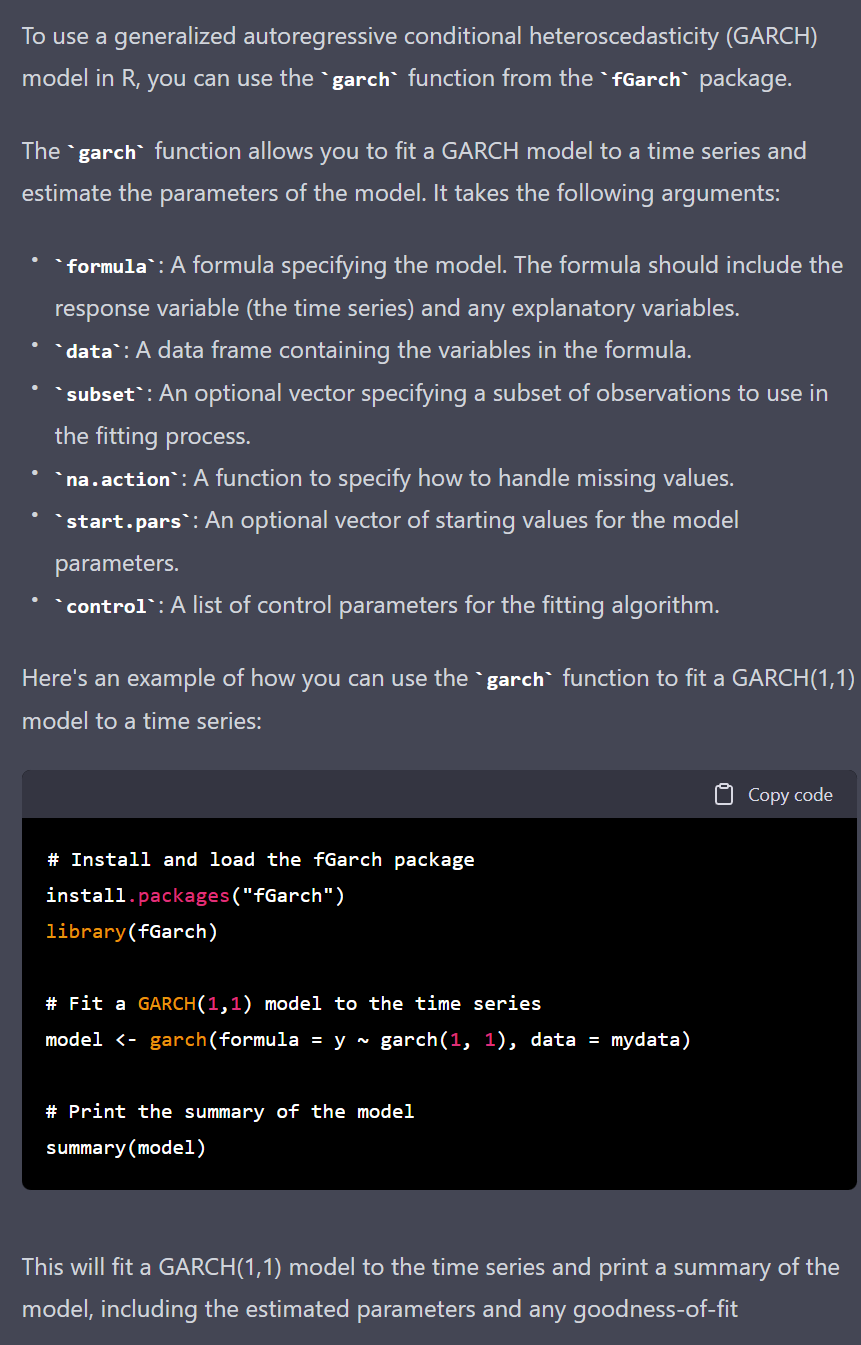 To use a generalized autoregressive conditional heteroscedasticity (GARCH)
model in R, you can use the `garch` function from the `fGarch` package.
The `garch` function allows you to fit a GARCH model to a time series and
estimate the parameters of the model. It takes the following arguments:
• `formula`: A formula specifying the model. The formula should include the
response variable (the time series) and any explanatory variables.
• `data`: A data frame containing the variables in the formula.
• `subset`: An optional vector specifying a subset of observations to use in
the fitting process.
• `na.action`: A function to specify how to handle missing values.
• `start.pars`: An optional vector of starting values for the model
parameters.
• `control`: A list of control parameters for the fitting algorithm.
Here's an example of how you can use the `garch` function to fit a GARCH(1,1)
model to a time series:
Copy code
# Install and load the fGarch package
install.packages("fGarch")
library(fGarch)
# Fit a GARCH(1,1) model to the time series
model <- garch(formula = y ~ garch(1, 1), data = mydata)
# Print the summary of the model
summary(model)
This will fit a GARCH(1,1) model to the time series and print a summary of the
model, including the estimated parameters and any goodness-of-fit